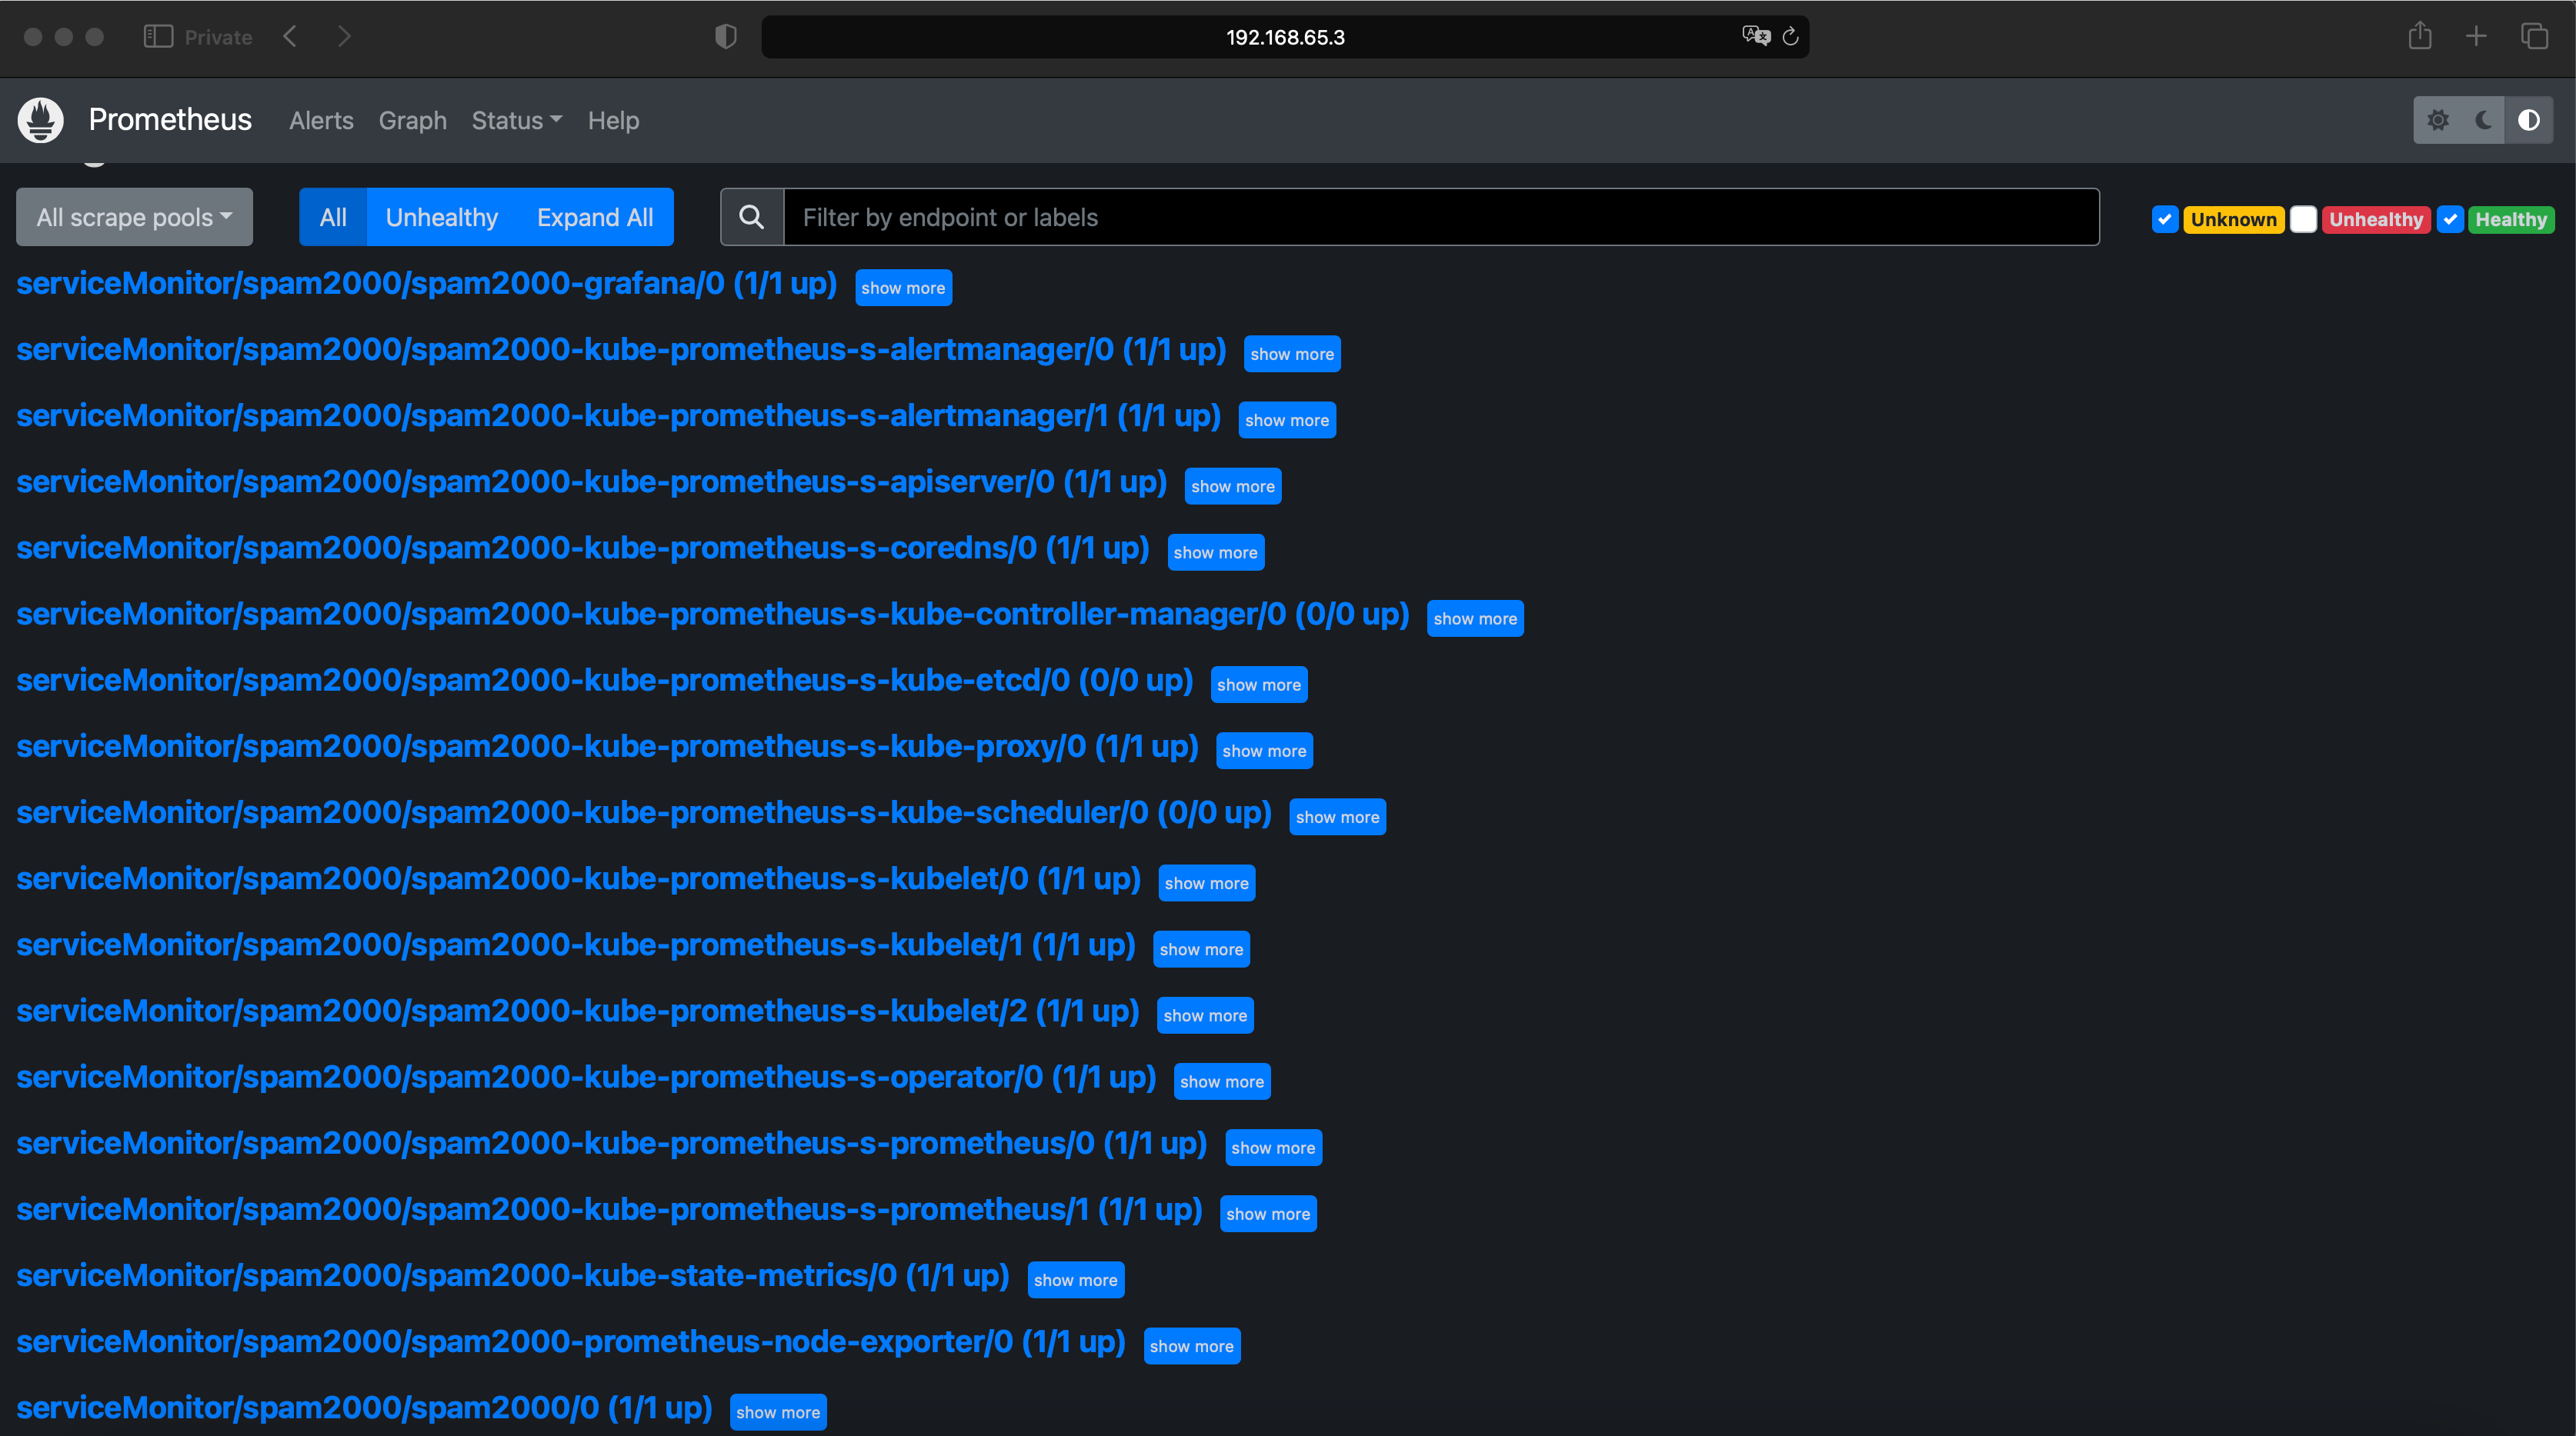 Private
192.168.65.3
Prometheus Alerts Graph Status Help
All scrape pools All Unhealthy Expand All Filter by endpoint or labels Unknown Unhealthy Healthy
serviceMonitor/spam2000/spam2000-grafana/0 (1/1 up) show more
serviceMonitor/spam2000/spam2000-kube-prometheus-s-alertmanager/0 (1/1 up) show more
serviceMonitor/spam2000/spam2000-kube-prometheus-s-alertmanager/1 (1/1 up) show more
serviceMonitor/spam2000/spam2000-kube-prometheus-s-apiserver/0 (1/1 up) show more
serviceMonitor/spam2000/spam2000-kube-prometheus-s-coredns/0 (1/1 up) show more
serviceMonitor/spam2000/spam2000-kube-prometheus-s-kube-controller-manager/0 (0/0 up) show more
serviceMonitor/spam2000/spam2000-kube-prometheus-s-kube-etcd/0 (0/0 up) show more
serviceMonitor/spam2000/spam2000-kube-prometheus-s-kube-proxy/0 (1/1 up) show more
serviceMonitor/spam2000/spam2000-kube-prometheus-s-kube-scheduler/0 (0/0 up) show more
serviceMonitor/spam2000/spam2000-kube-prometheus-s-kubelet/0 (1/1 up) show more
serviceMonitor/spam2000/spam2000-kube-prometheus-s-kubelet/1 (1/1 up) show more
serviceMonitor/spam2000/spam2000-kube-prometheus-s-kubelet/2 (1/1 up) show more
serviceMonitor/spam2000/spam2000-kube-prometheus-s-operator/0 (1/1 up) show more
serviceMonitor/spam2000/spam2000-kube-prometheus-s-prometheus/0 (1/1 up) show more
serviceMonitor/spam2000/spam2000-kube-prometheus-s-prometheus/1 (1/1 up) show more
serviceMonitor/spam2000/spam2000-kube-state-metrics/0 (1/1 up) show more
serviceMonitor/spam2000/spam2000-prometheus-node-exporter/0 (1/1 up) show more
serviceMonitor/spam2000/spam2000/0 (1/1 up) show more